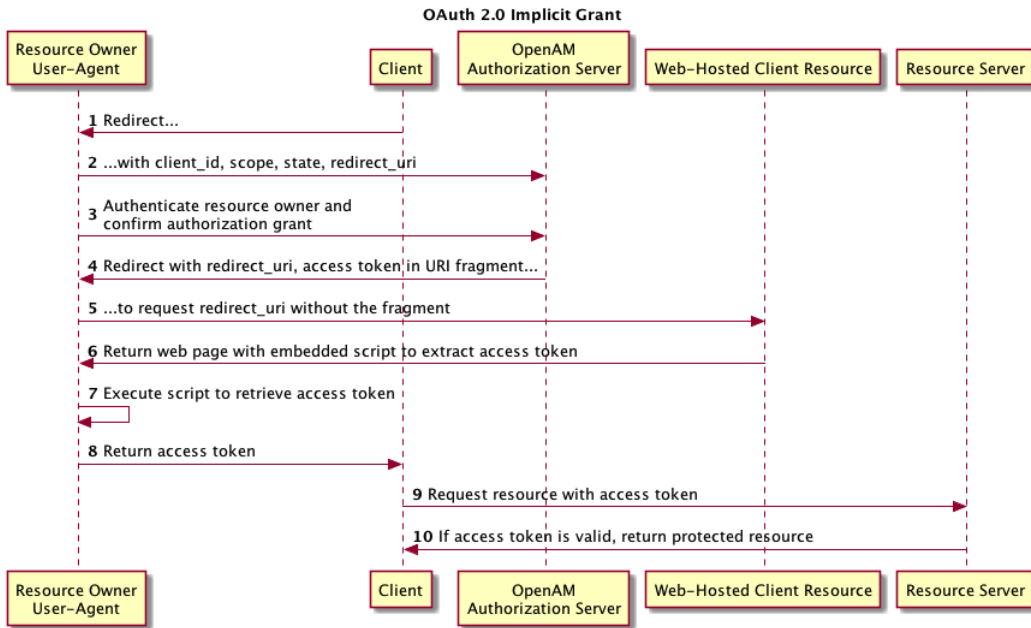 OAuth 2.0 Implicit Grant
Resource Owner
User-Agent
Client
OpenAM
Authorization Server
Web-Hosted Client Resource
Resource Server
1 Redirect...
2 ...with client_id, scope, state, redirect_uri
3 Authenticate resource owner and
confirm authorization grant
4 Redirect with redirect_uri, access token in URI fragment...
5 ...to request redirect_uri without the fragment
6 Return web page with embedded script to extract access token
7 Execute script to retrieve access token
8 Return access token
9 Request resource with access token
10 If access token is valid, return protected resource
Resource Owner
User-Agent
Client
OpenAM
Authorization Server
Web-Hosted Client Resource
Resource Server